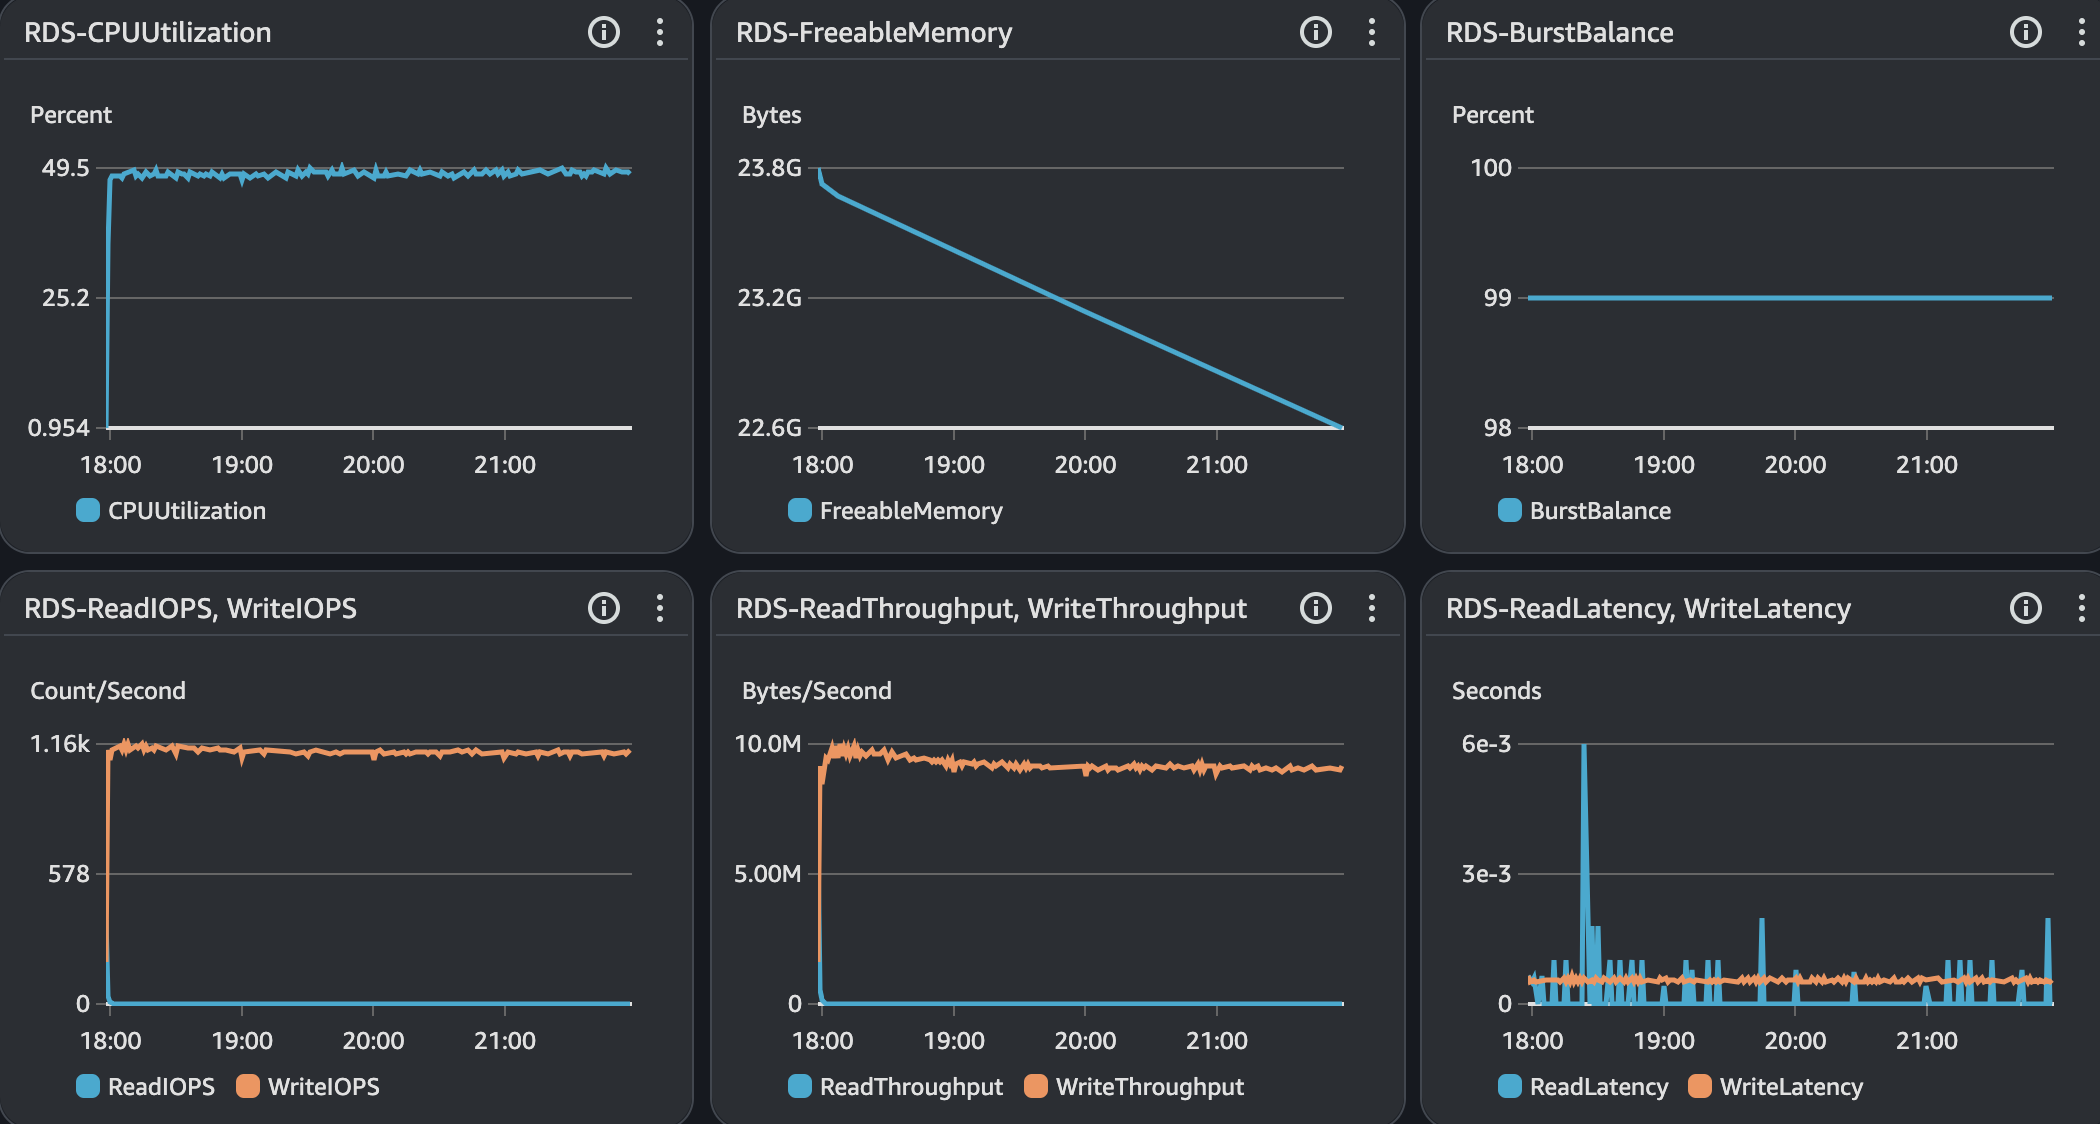 RDS-CPUUtilization
Percent
49.5
25.2
0.954
18:00 19:00 20:00 21:00
CPUUtilization
RDS-FreeableMemory
Bytes
23.8G
23.2G
22.6G
18:00 19:00 20:00 21:00
FreeableMemory
RDS-BurstBalance
Percent
100
99
98
18:00 19:00 20:00 21:00
BurstBalance
RDS-ReadIOPS, WriteIOPS
Count/Second
1.16k
578
0
18:00 19:00 20:00 21:00
ReadIOPS WriteIOPS
RDS-ReadThroughput, WriteThroughput
Bytes/Second
10.0M
5.00M
0
18:00 19:00 20:00 21:00
ReadThroughput WriteThroughput
RDS-ReadLatency, WriteLatency
Seconds
6e-3
3e-3
0
18:00 19:00 20:00 21:00
ReadLatency WriteLatency